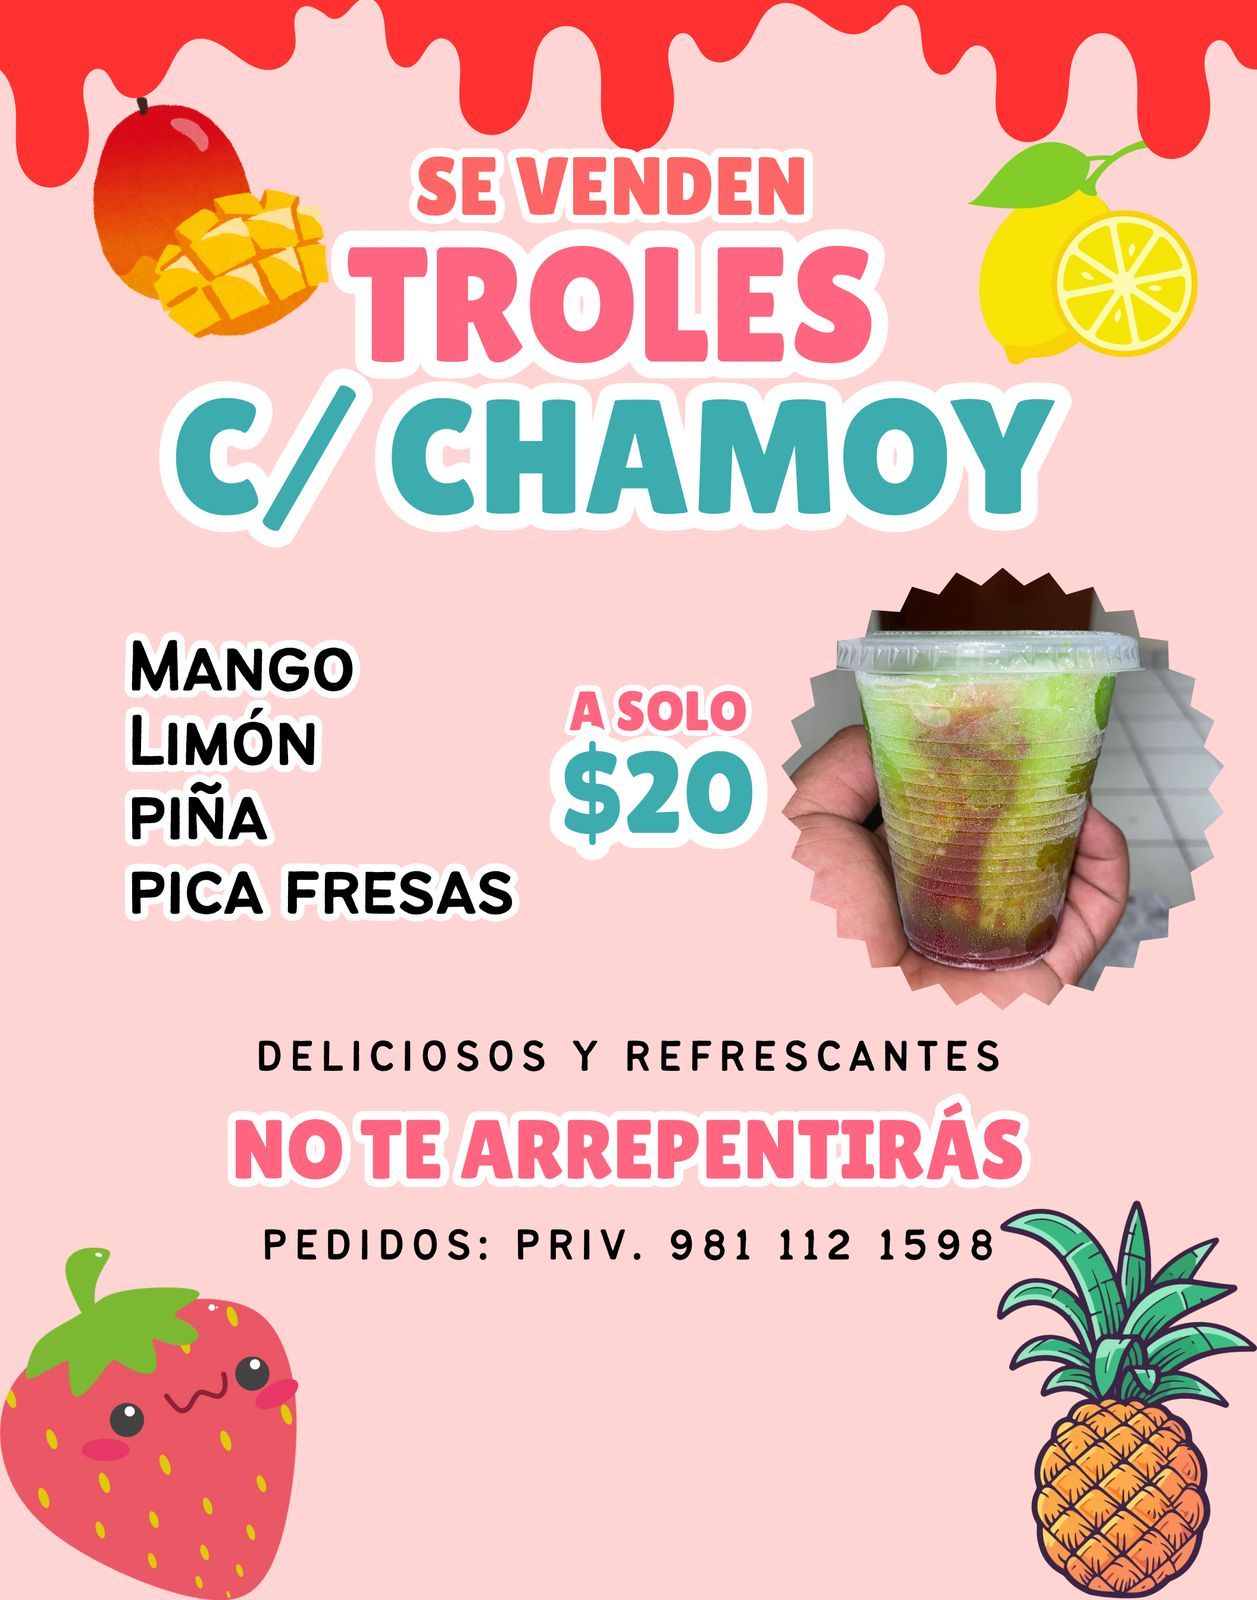 SE VENDEN
TROLES
C/ CHAMOY
MANGO
LIMÓN
PIÑA
PICA FRESAS
A SOLO
$20
DELICIOSOS Y REFRESCANTES
NO TE ARREPENTIRÁS
PEDIDOS: PRIV. 981 112 1598